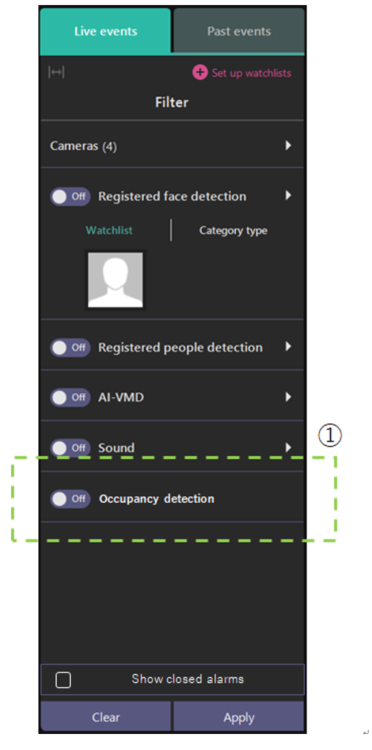 Live events
Past events
Set up watchlists
Filter
Cameras (4)
Off Registered face detection
Watchlist
Category type
Off Registered people detection
Off AI-VMD
①
Off Sound
Off Occupancy detection
Show closed alarms
Clear
Apply